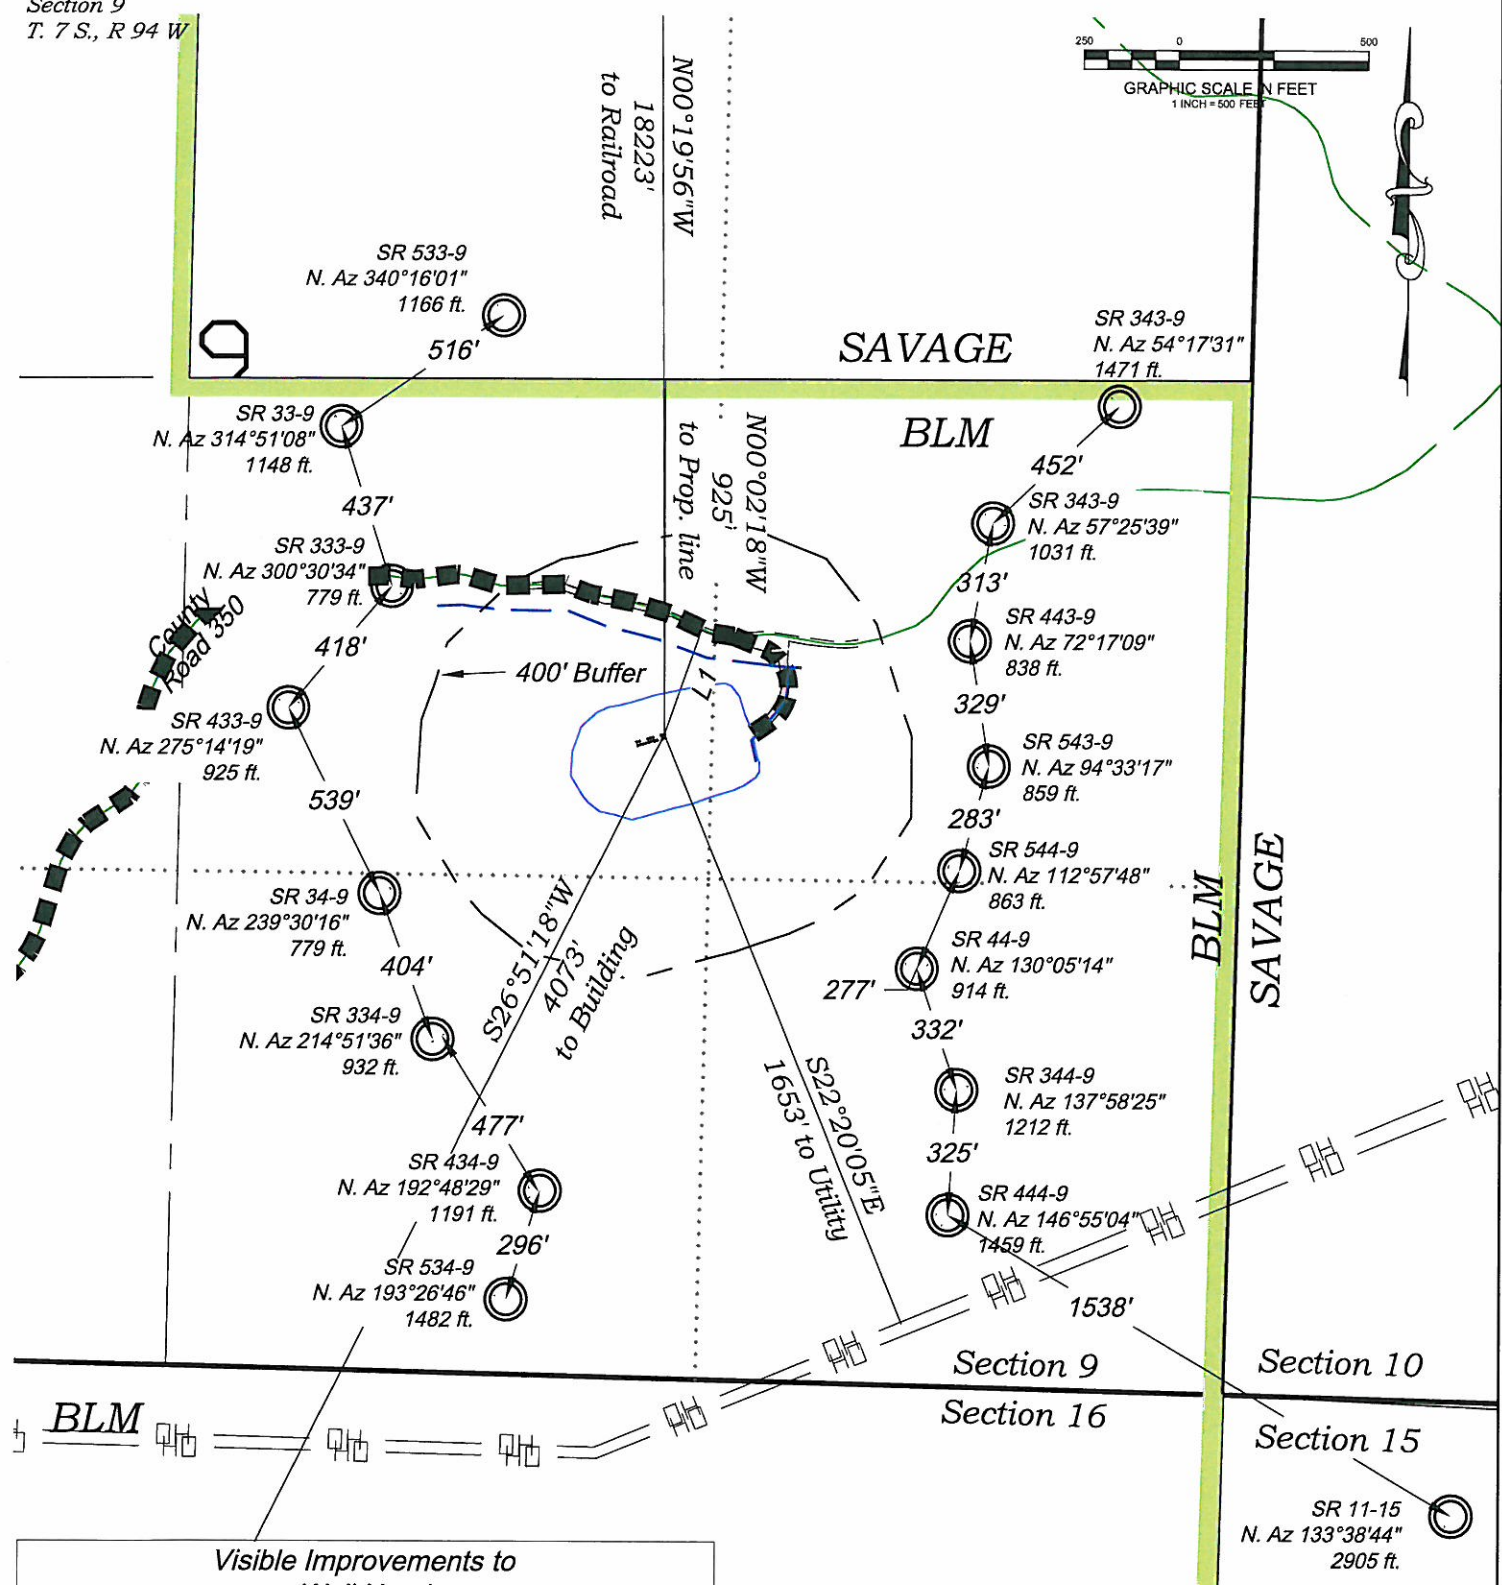 Section 9
T. 7 S., R 94 W
250 0 500
GRAPHIC SCALE IN FEET
1 INCH = 500 FEET
N00°19'56"W
18223'
to Railroad
SR 533-9
N. Az 340°16'01"
1166 ft.
516'
9
SAVAGE
SR 343-9
N. Az 54°17'31"
1471 ft.
SR 33-9
N. Az 314°51'08"
1148 ft.
BLM
N00°02'18"W
925'
to Prop. line
452'
437'
SR 343-9
N. Az 57°25'39"
1031 ft.
SR 333-9
N. Az 300°30'34"
779 ft.
313'
County
Road 350
418'
SR 443-9
N. Az 72°17'09"
838 ft.
400' Buffer
L1
329'
SR 433-9
N. Az 275°14'19"
925 ft.
SR 543-9
N. Az 94°33'17"
859 ft.
539'
283'
SR 544-9
N. Az 112°57'48"
863 ft.
SR 34-9
N. Az 239°30'16"
779 ft.
BLM
SAVAGE
404'
S26°51'18"W
4073'
to Building
SR 44-9
N. Az 130°05'14"
914 ft.
277'
SR 334-9
N. Az 214°51'36"
932 ft.
332'
S22°20'05"E
1653' to Utility
SR 344-9
N. Az 137°58'25"
1212 ft.
477'
325'
SR 434-9
N. Az 192°48'29"
1191 ft.
SR 444-9
N. Az 146°55'04"
1459 ft.
296'
SR 534-9
N. Az 193°26'46"
1482 ft.
1538'
Section 9
Section 10
BLM
Section 16
Section 15
SR 11-15
N. Az 133°38'44"
2905 ft.
Visible Improvements to